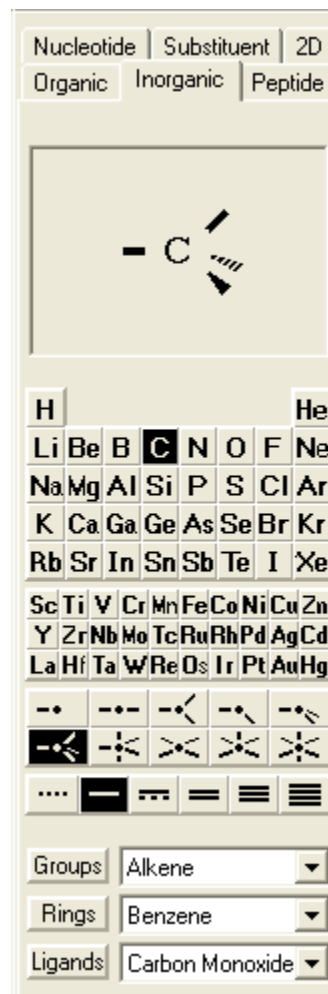 Nucleotide Substituent 2D
Organic Inorganic Peptide
C
H He
Li Be B C N O F Ne
Na Mg Al Si P S Cl Ar
K Ca Ga Ge As Se Br Kr
Rb Sr In Sn Sb Te I Xe
Sc Ti V Cr Mn Fe Co Ni Cu Zn
Y Zr Nb Mo Tc Ru Rh Pd Ag Cd
La Hf Ta W Re Os Ir Pt Au Hg
Groups Alkene
Rings Benzene
Ligands Carbon Monoxide